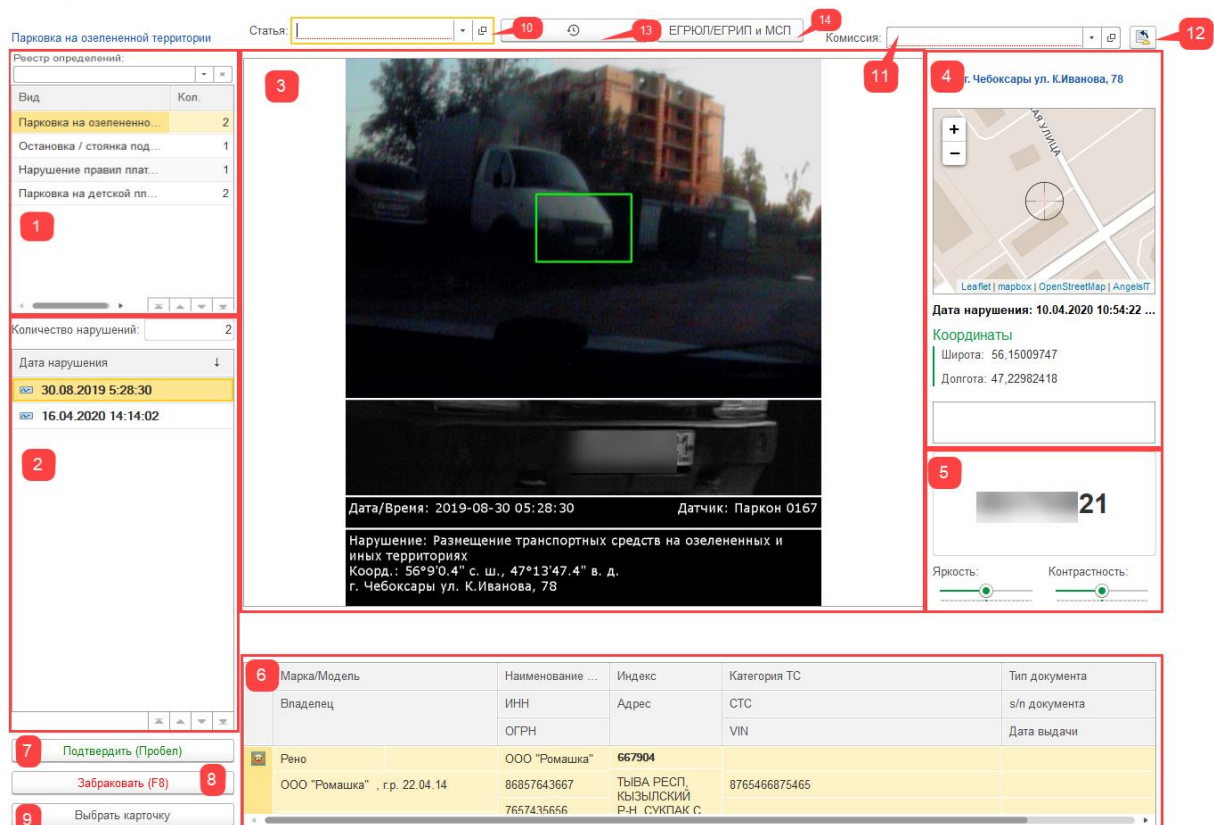 Парковка на озелененной территории
Статья:
10
13
ЕГРЮЛ/ЕГРИП и МСП
14
Комиссия:
12
11
Реестр определений:
Вид Кол.
Парковка на озелененно... 2
Остановка / стоянка под... 1
Нарушение правил плат... 1
Парковка на детской пл... 2
1
Количество нарушений: 2
Дата нарушения ↓
30.08.2019 5:28:30
16.04.2020 14:14:02
2
7 Подтвердить (Пробел)
Забраковать (F8) 8
9 Выбрать карточку
3
Дата/Время: 2019-08-30 05:28:30 Датчик: Паркон 0167
Нарушение: Размещение транспортных средств на озелененных и
иных территориях
Коорд.: 56°9'0.4" с. ш., 47°13'47.4" в. д.
г. Чебоксары ул. К.Иванова, 78
4
г. Чебоксары ул. К.Иванова, 78
+
−
АЯ УЛИЦА
Leaflet | mapbox | OpenStreetMap | AngelsIT
Дата нарушения: 10.04.2020 10:54:22 ...
Координаты
Широта: 56,15009747
Долгота: 47,22982418
5
21
Яркость: Контрастность:
6
Марка/Модель Наименование ... Индекс Категория ТС Тип документа
Владелец ИНН Адрес СТС s/n документа
ОГРН VIN Дата выдачи
Рено ООО "Ромашка" 667904
ООО "Ромашка" , г.р. 22.04.14 86857643667 ТЫВА РЕСП, 8765466875465
КЫЗЫЛСКИЙ
7657435656 Р-Н, СУКПАК С